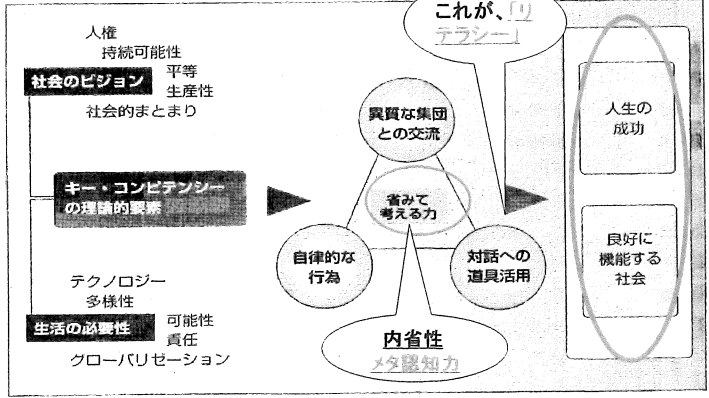 人権
持続可能性
社会のビジョン
平等
生産性
社会的まとまり
キー・コンピテンシー
の理論的要素
テクノロジー
多様性
生活の必要性
可能性
責任
グローバリゼーション
これが、「リ
テラシー」
異質な集団
との交流
省みて
考える力
自律的な
行為
対話への
道具活用
内省性
メタ認知力
人生の
成功
良好に
機能する
社会